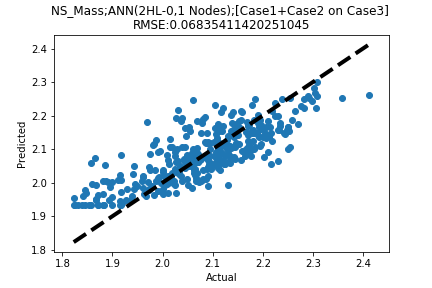 NS_Mass;ANN(2HL-0,1 Nodes);[Case1+Case2 on Case3]
RMSE:0.06835411420251045
2.4
2.3
2.2
2.1
2.0
1.9
1.8
Predicted
1.8 1.9 2.0 2.1 2.2 2.3 2.4
Actual